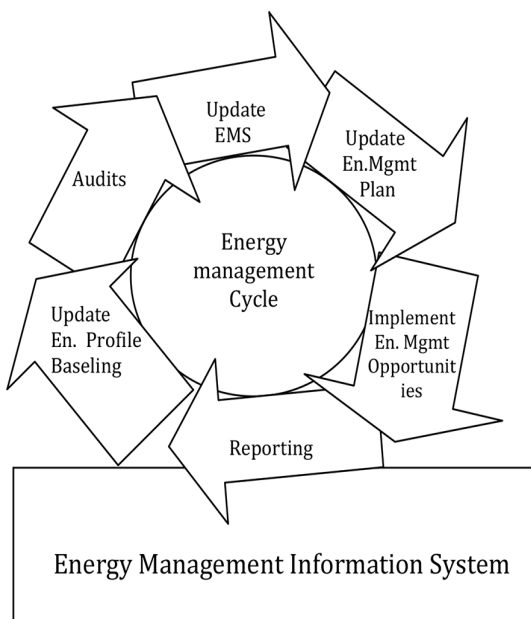 Update
EMS
Update
En.Mgmt
Plan
Audits
Energy
management
Cycle
Update
En. Profile
Baseling
Implement
En. Mgmt
Opportunit
ies
Reporting
Energy Management Information System